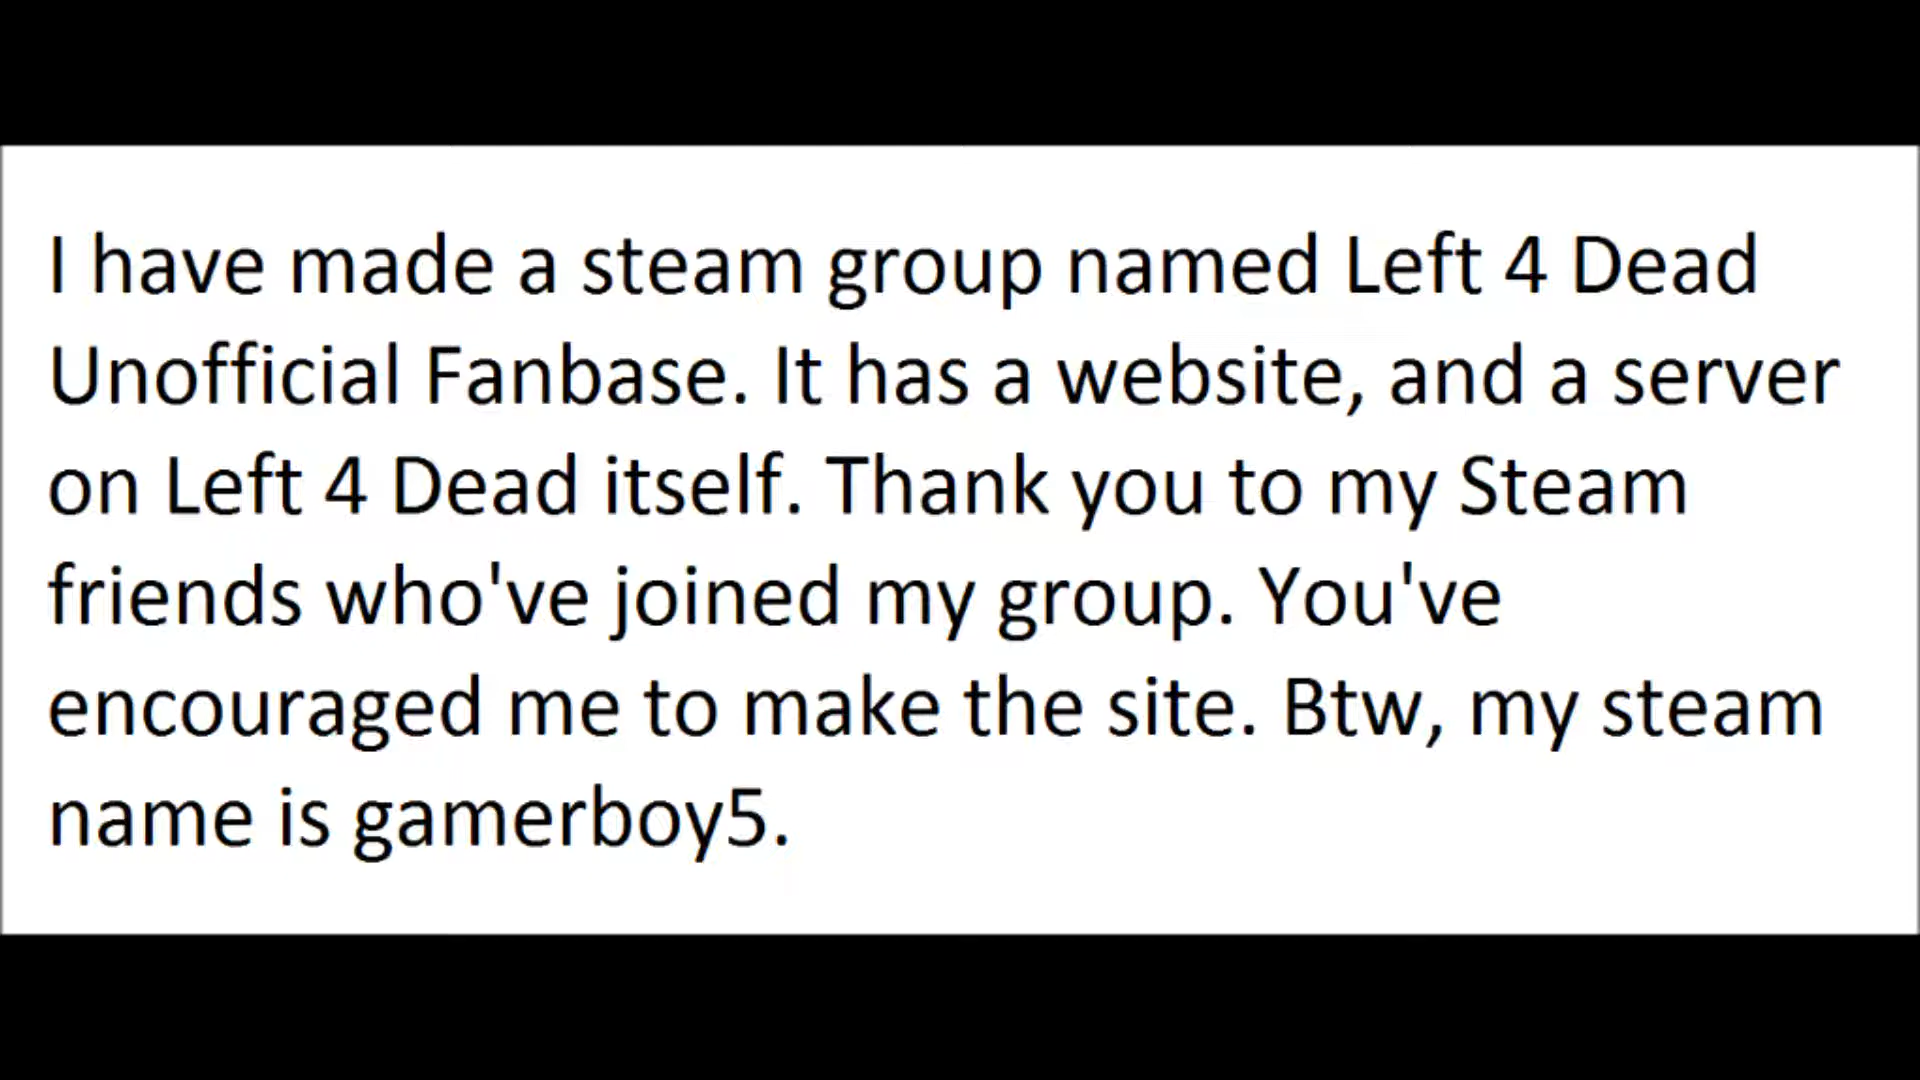 I have made a steam group named Left 4 Dead
Unofficial Fanbase. It has a website, and a server
on Left 4 Dead itself. Thank you to my Steam
friends who've joined my group. You've
encouraged me to make the site. Btw, my steam
name is gamerboy5.